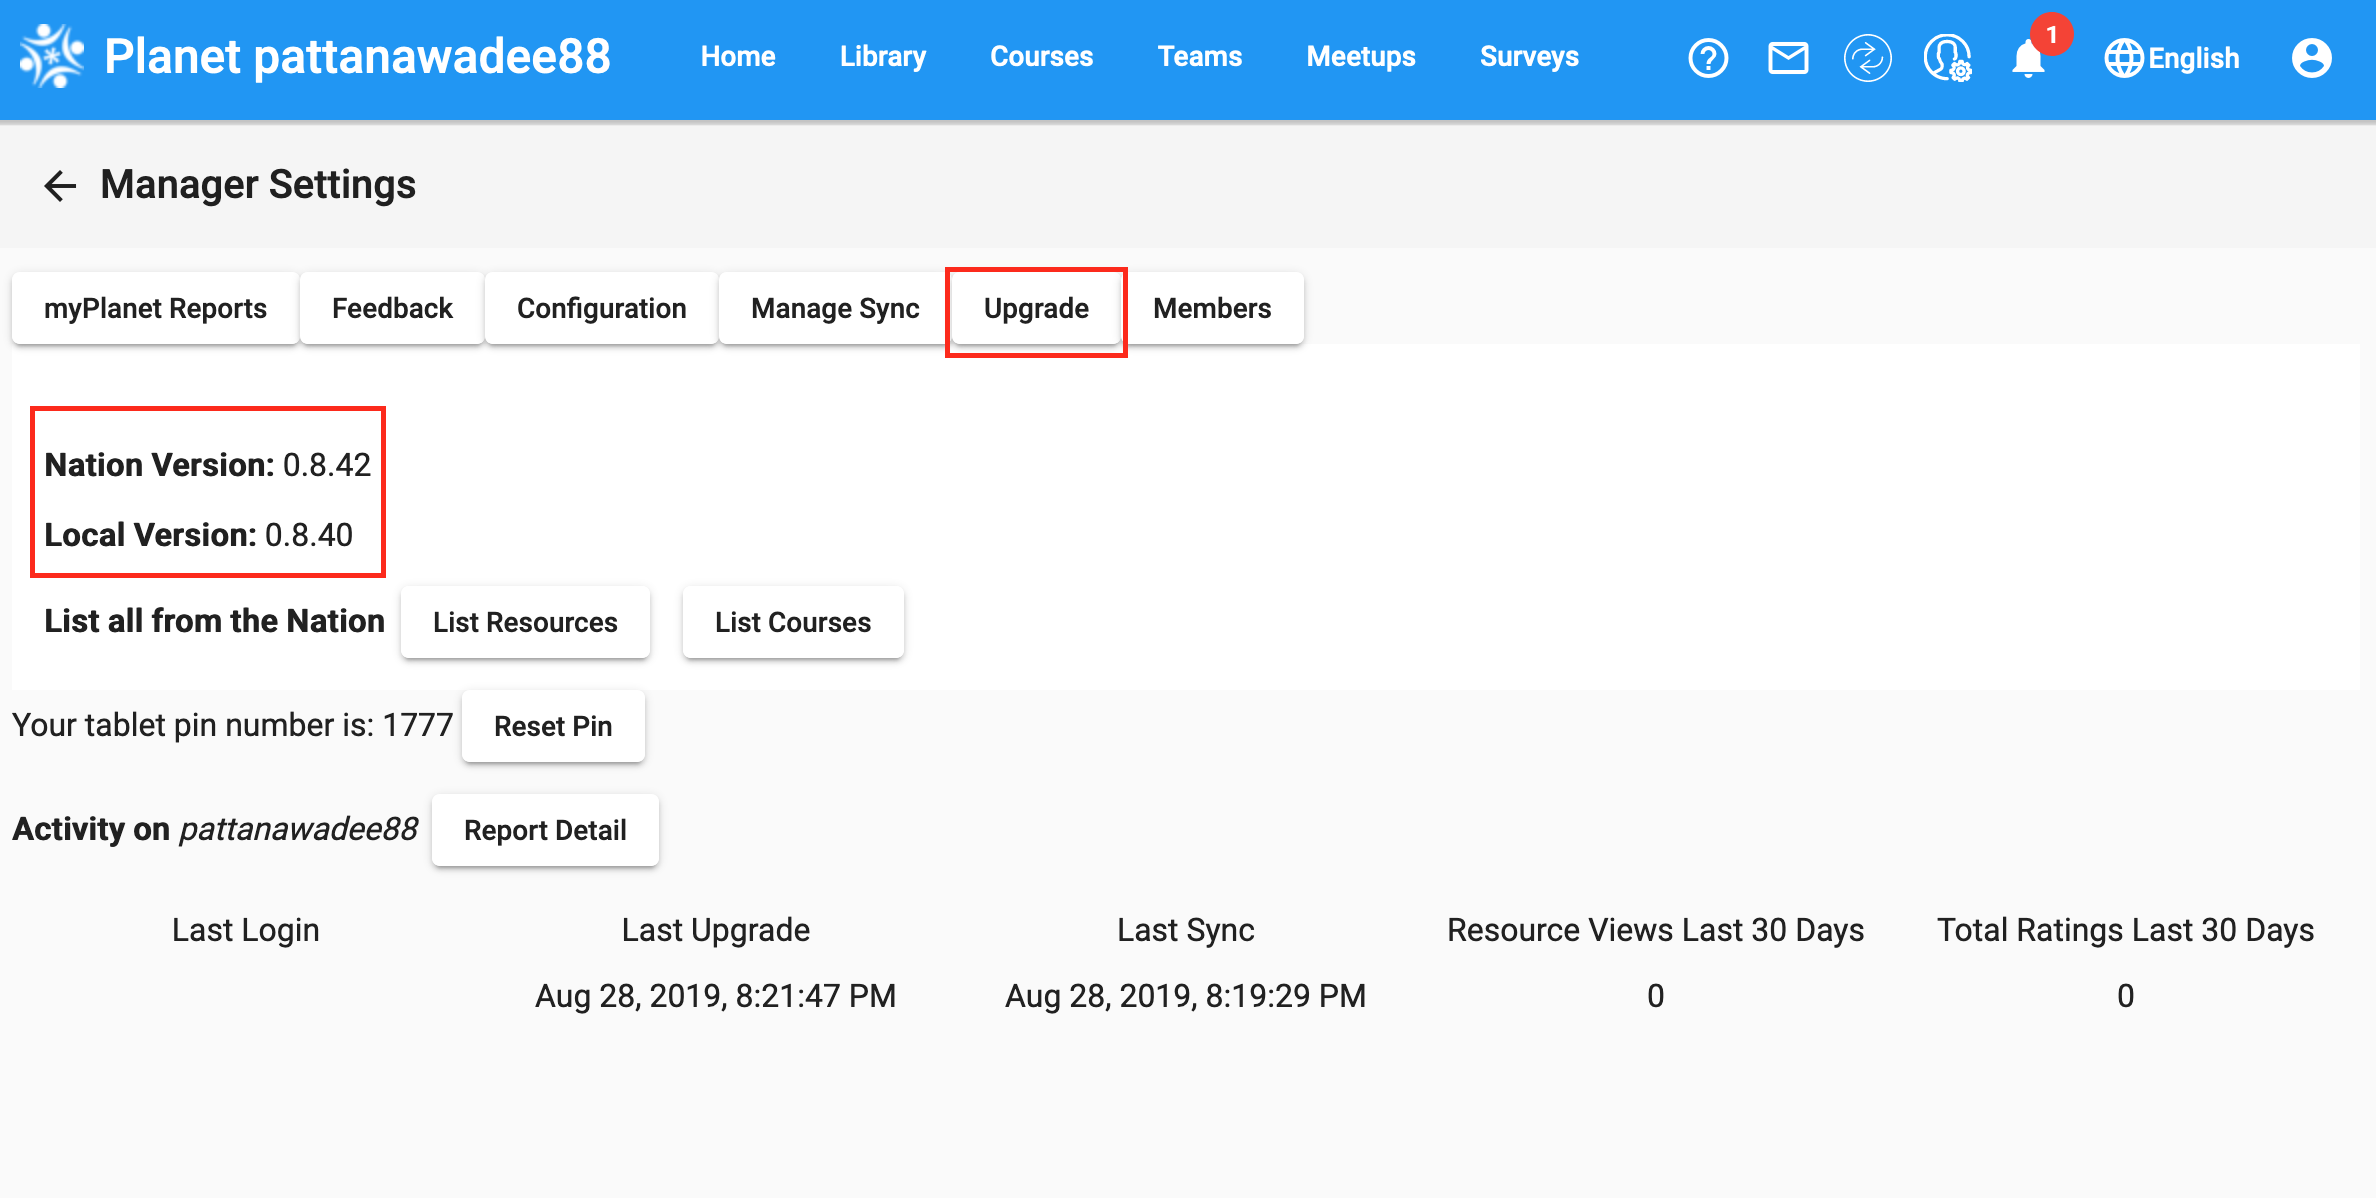 Planet pattanawadee88 Home Library Courses Teams Meetups Surveys 1 English
Manager Settings
myPlanet Reports Feedback Configuration Manage Sync Upgrade Members
Nation Version: 0.8.42
Local Version: 0.8.40
List all from the Nation List Resources List Courses
Your tablet pin number is: 1777 Reset Pin
Activity on pattanawadee88 Report Detail
Last Login Last Upgrade Last Sync Resource Views Last 30 Days Total Ratings Last 30 Days
Aug 28, 2019, 8:21:47 PM Aug 28, 2019, 8:19:29 PM 0 0